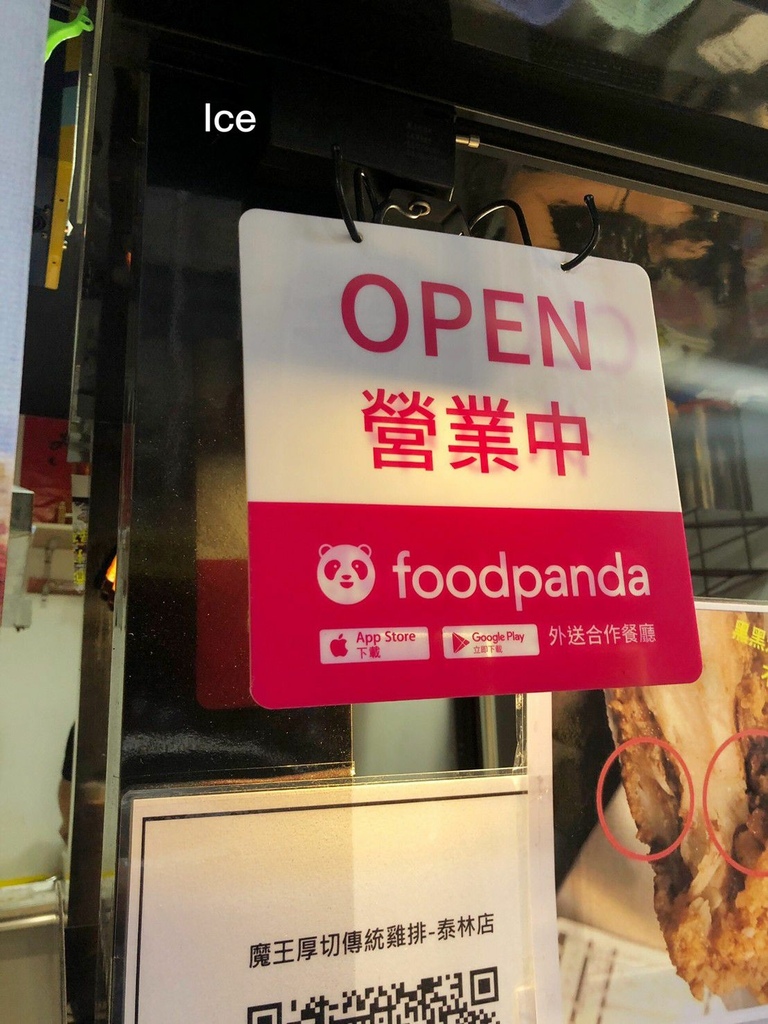 Ice
OPEN
營業中
foodpanda
App Store
下載
Google Play
立即下載
外送合作餐廳
魔王厚切傳統雞排-泰林店